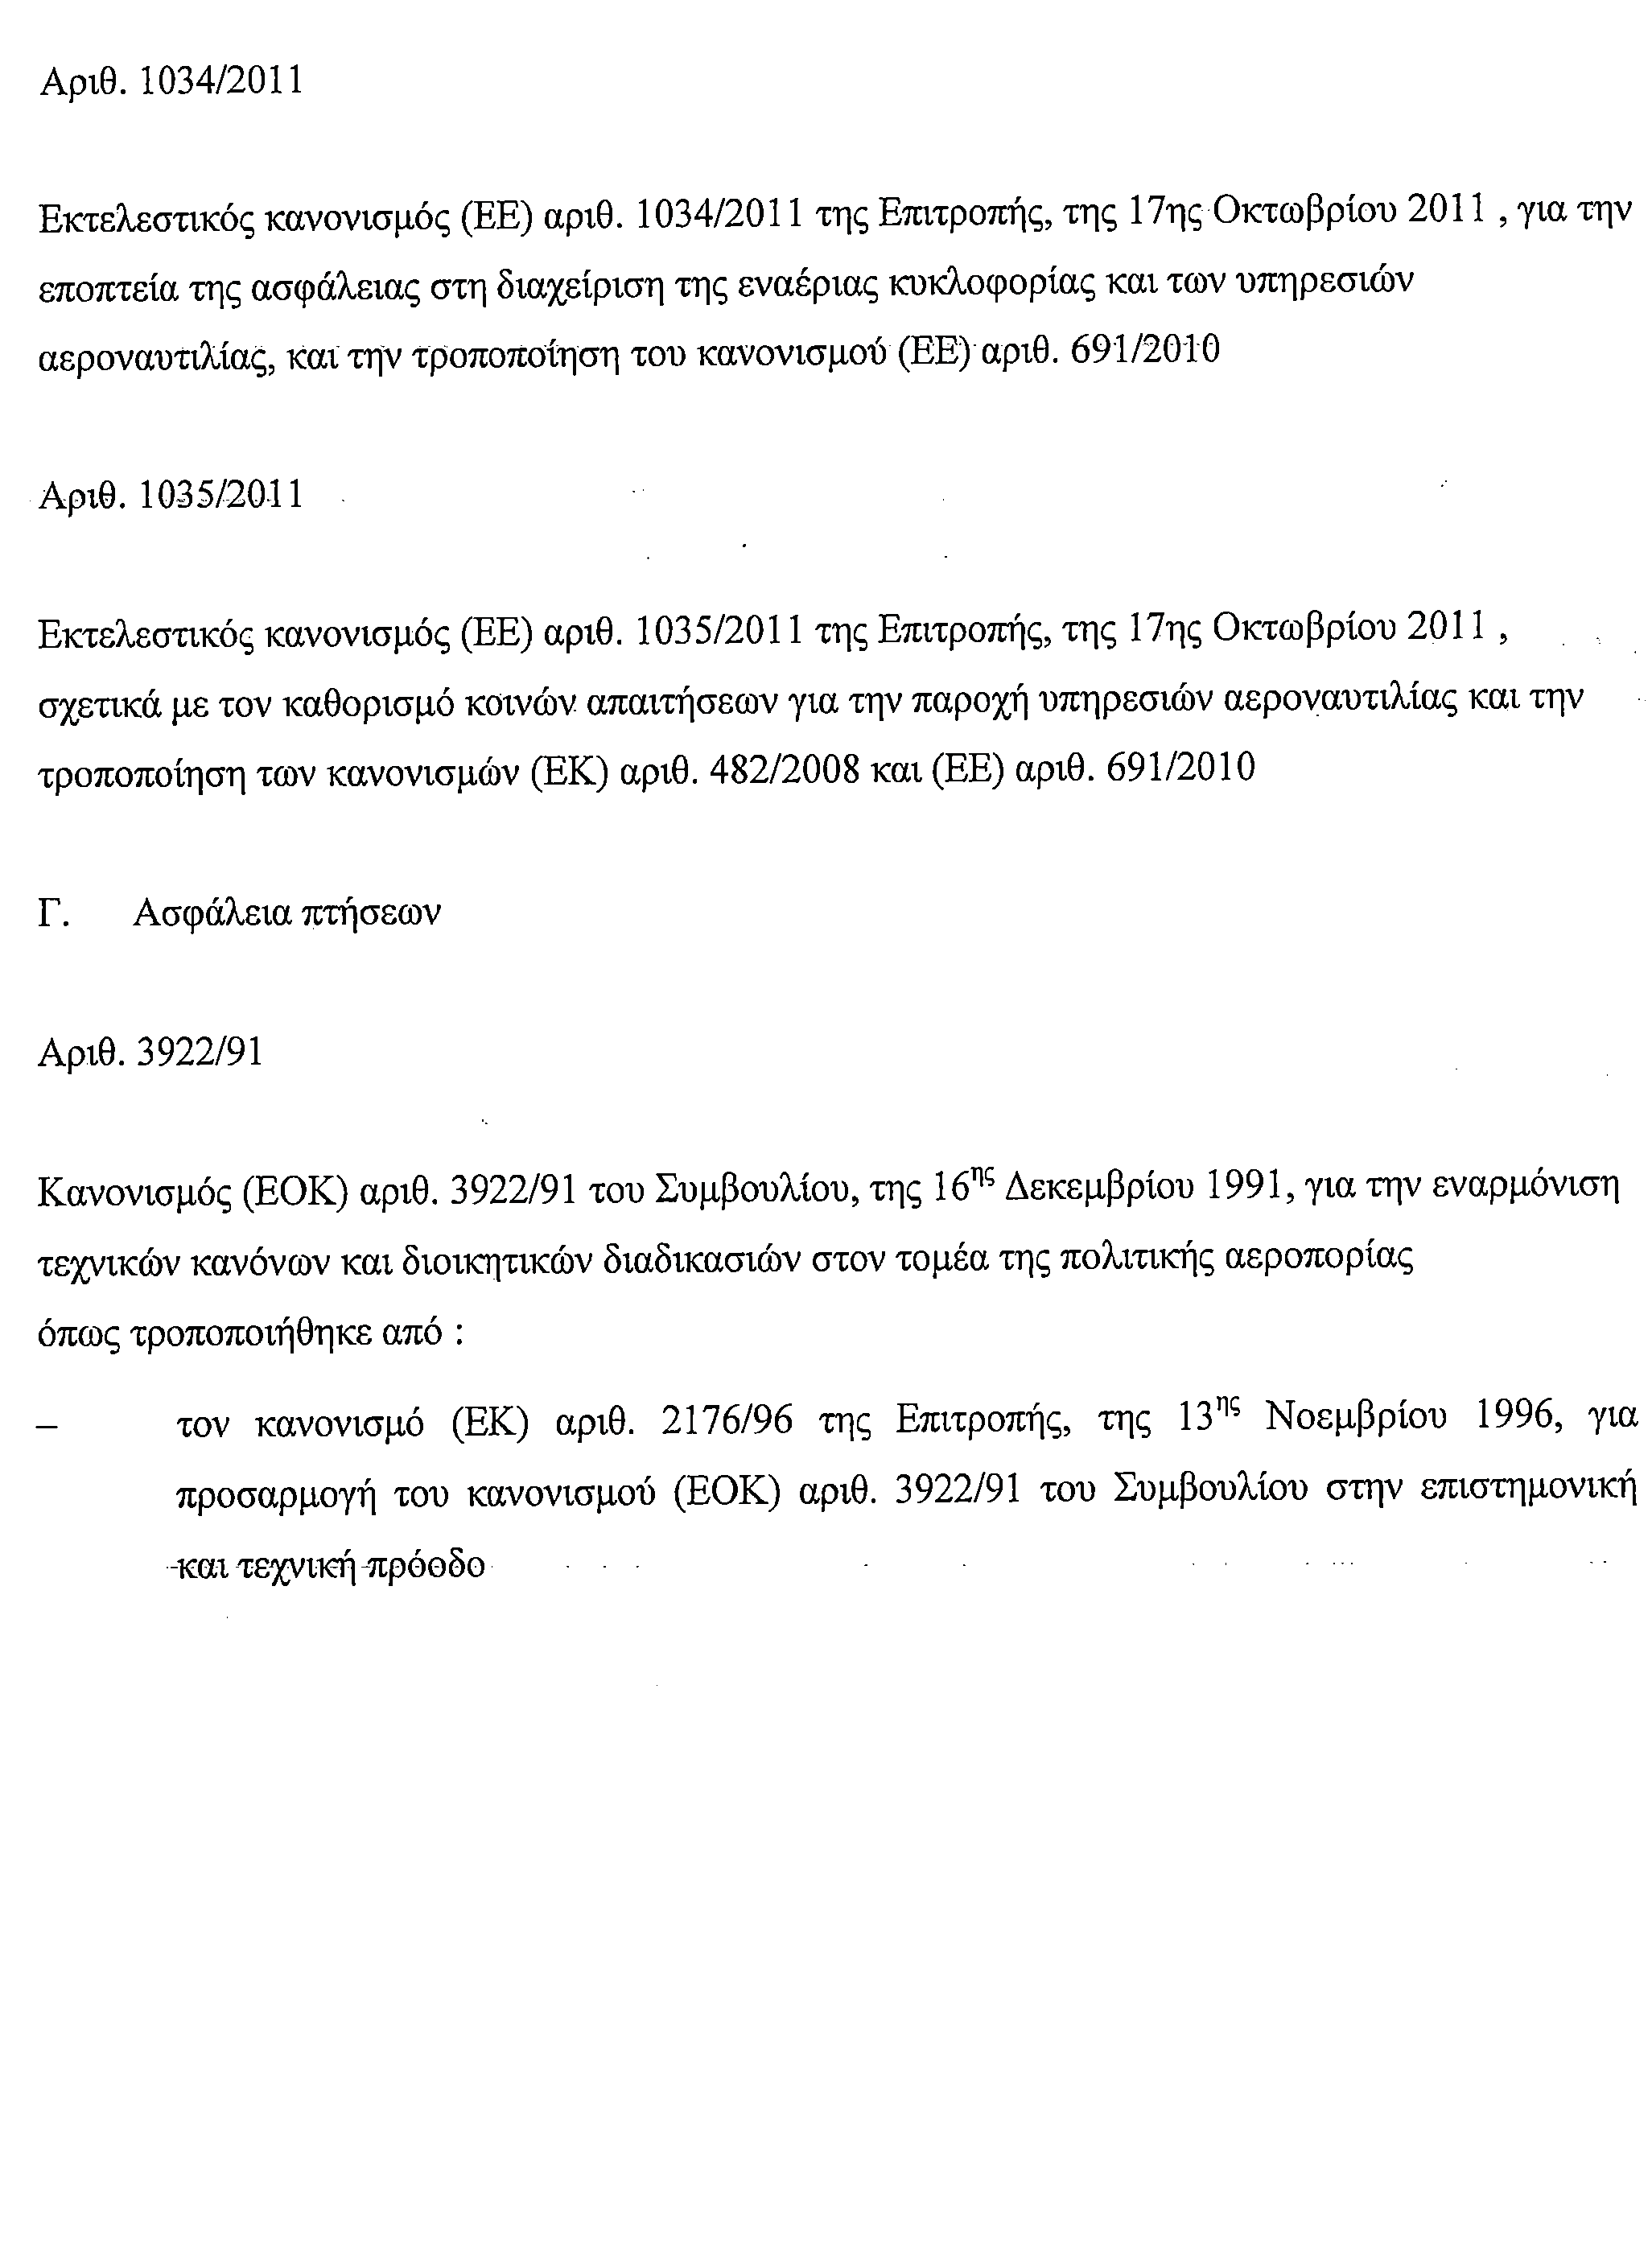 Αριθ. 1034/2011
Εκτελεστικός κανονισμός (ΕΕ) αριθ. 1034/2011 της Επιτροπής, της 17ης Οκτωβρίου 2011 , για την
εποπτεία της ασφάλειας στη διαχείριση της εναέριας κυκλοφορίας και των υπηρεσιών
αεροναυτιλίας, και την τροποποίηση του κανονισμού (ΕΕ) αριθ. 691/2010
Αριθ. 1035/2011
Εκτελεστικός κανονισμός (ΕΕ) αριθ. 1035/2011 της Επιτροπής, της 17ης Οκτωβρίου 2011 ,
σχετικά με τον καθορισμό κοινών απαιτήσεων για την παροχή υπηρεσιών αεροναυτιλίας και την
τροποποίηση των κανονισμών (ΕΚ) αριθ. 482/2008 και (ΕΕ) αριθ. 691/2010
Γ. Ασφάλεια πτήσεων
Αριθ. 3922/91
Κανονισμός (ΕΟΚ) αριθ. 3922/91 του Συμβουλίου, της 16ης Δεκεμβρίου 1991, για την εναρμόνιση
τεχνικών κανόνων και διοικητικών διαδικασιών στον τομέα της πολιτικής αεροπορίας
όπως τροποποιήθηκε από :
– τον κανονισμό (ΕΚ) αριθ. 2176/96 της Επιτροπής, της 13ης Νοεμβρίου 1996, για
προσαρμογή του κανονισμού (ΕΟΚ) αριθ. 3922/91 του Συμβουλίου στην επιστημονική
και τεχνική πρόοδο